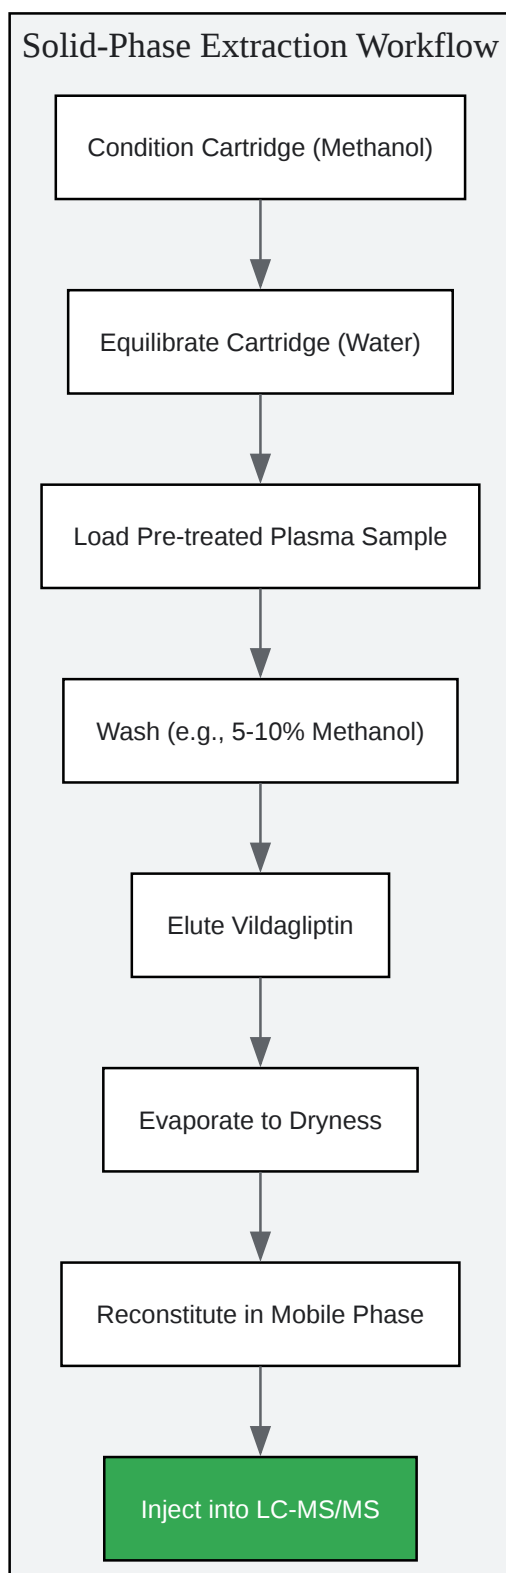 Solid-Phase Extraction Workflow
Condition Cartridge (Methanol)
Equilibrate Cartridge (Water)
Load Pre-treated Plasma Sample
Wash (e.g., 5-10% Methanol)
Elute Vildagliptin
Evaporate to Dryness
Reconstitute in Mobile Phase
Inject into LC-MS/MS